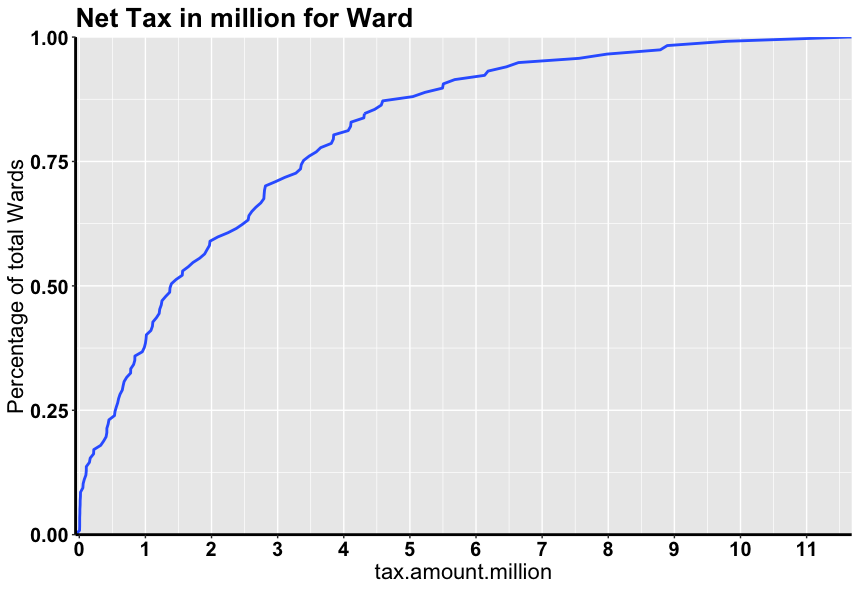 Net Tax in million for Ward
1.00
0.75
0.50
0.25
0.00
Percentage of total Wards
0 1 2 3 4 5 6 7 8 9 10 11
tax.amount.million